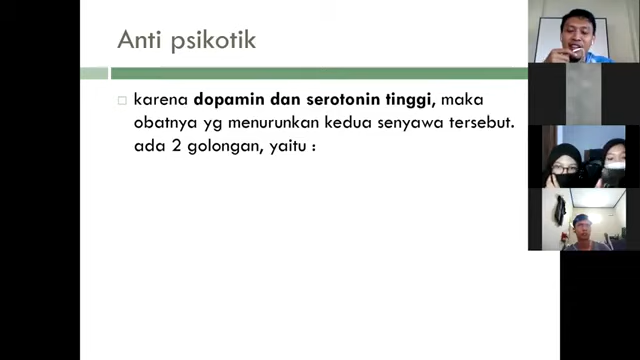 Anti psikotik
karena dopamin dan serotonin tinggi, maka
obatnya yg menurunkan kedua senyawa tersebut.
ada 2 golongan, yaitu :